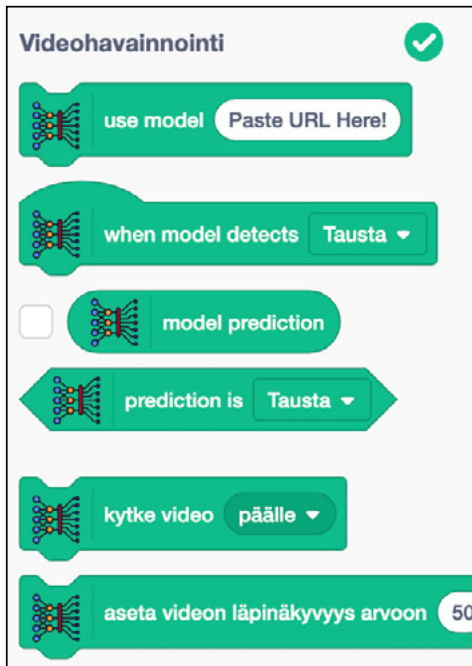 Videohavainnointi
use model Paste URL Here!
when model detects Tausta
model prediction
prediction is Tausta
kytke video päälle
aseta videon läpinäkyvyys arvoon 50